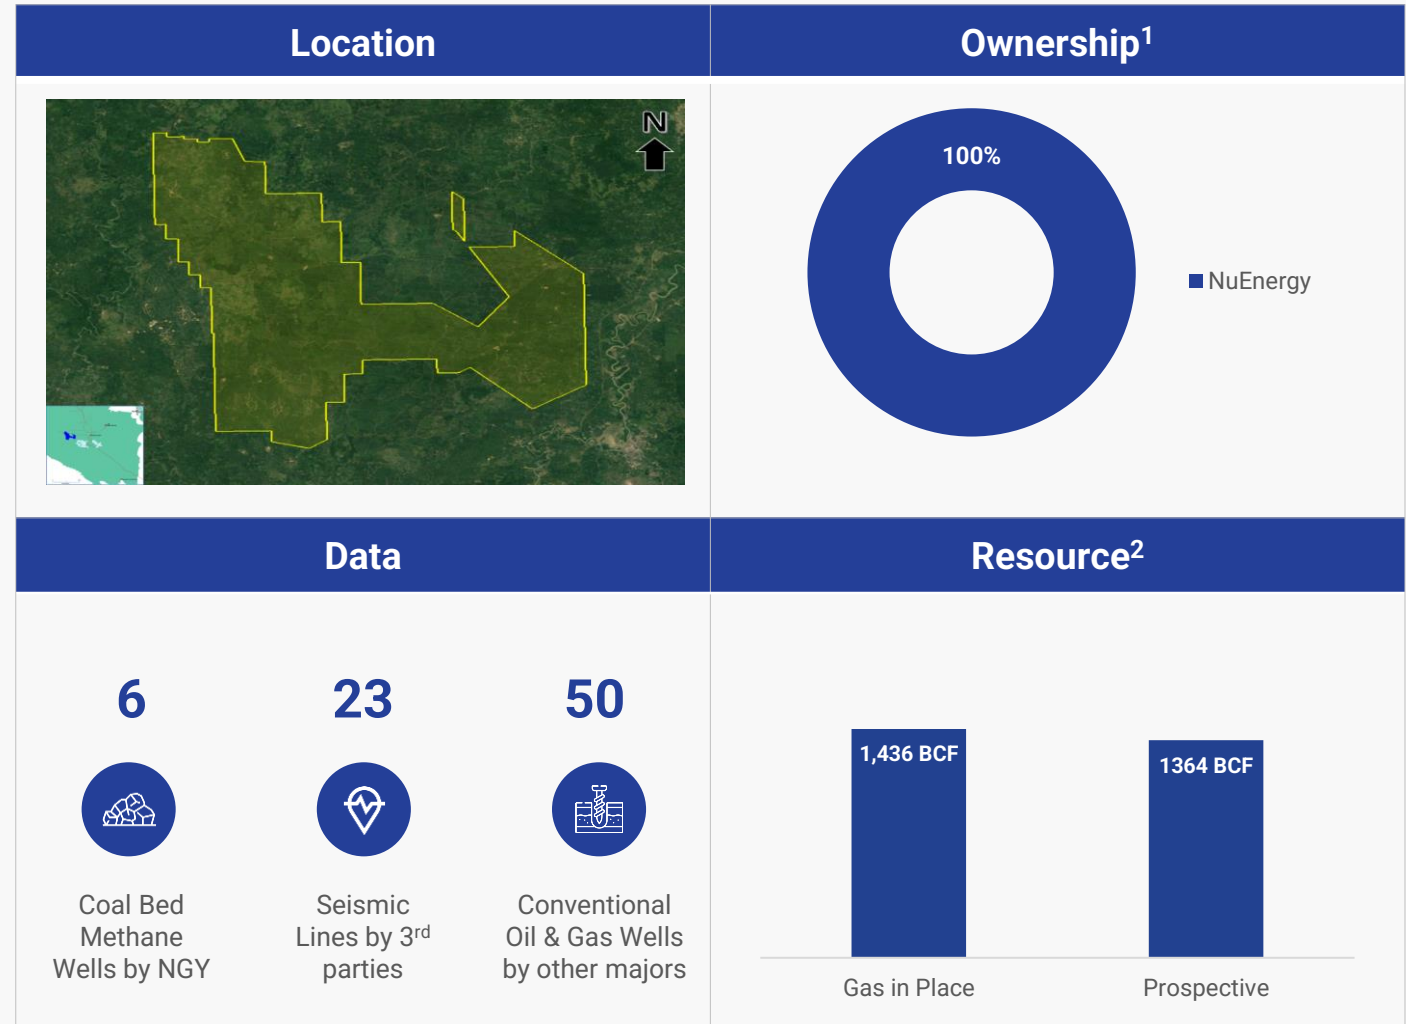 Location
Ownership¹
N
100%
NuEnergy
Data
Resource²
6
23
50
Coal Bed
Methane
Wells by NGY
Seismic
Lines by 3rd
parties
Conventional
Oil & Gas Wells
by other majors
1,436 BCF
1364 BCF
Gas in Place
Prospective